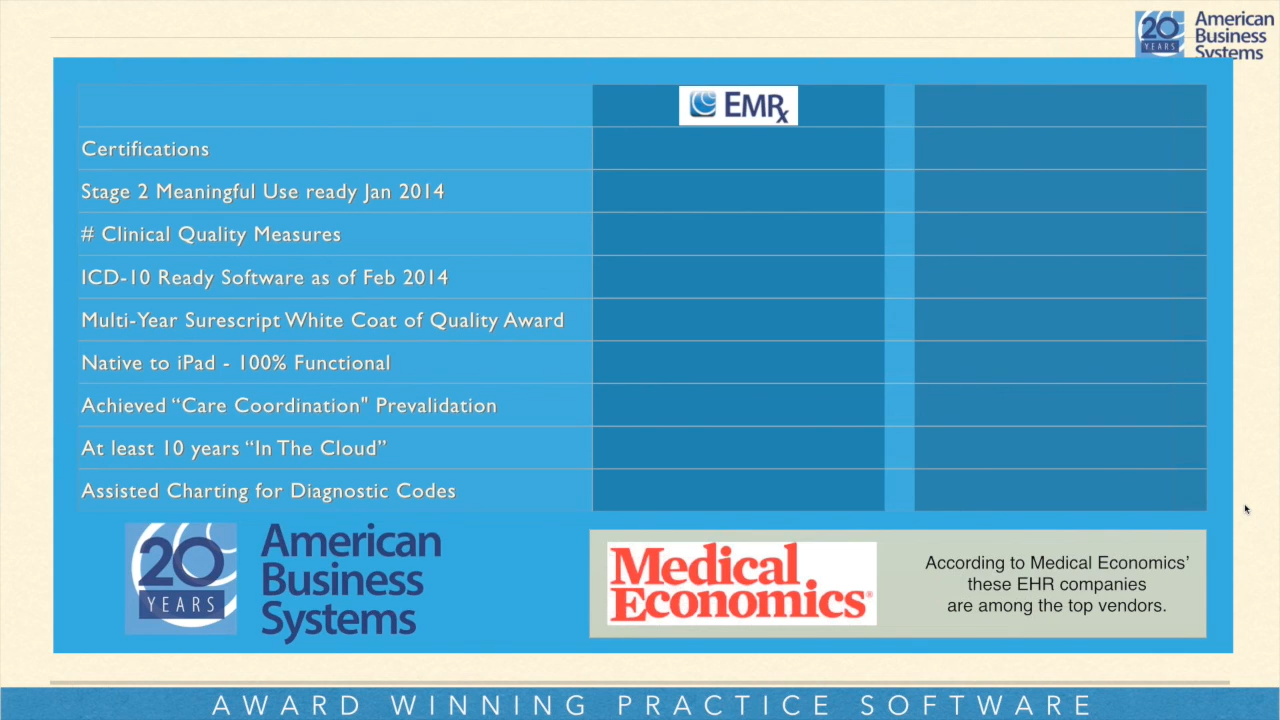 20
YEARS
American
Business
Systems
EMRx
Certifications
Stage 2 Meaningful Use ready Jan 2014
# Clinical Quality Measures
ICD-10 Ready Software as of Feb 2014
Multi-Year Surescript White Coat of Quality Award
Native to iPad - 100% Functional
Achieved “Care Coordination" Prevalidation
At least 10 years “In The Cloud”
Assisted Charting for Diagnostic Codes
20
YEARS
American
Business
Systems
Medical
Economics®
According to Medical Economics’
these EHR companies
are among the top vendors.
AWARD WINNING PRACTICE SOFTWARE